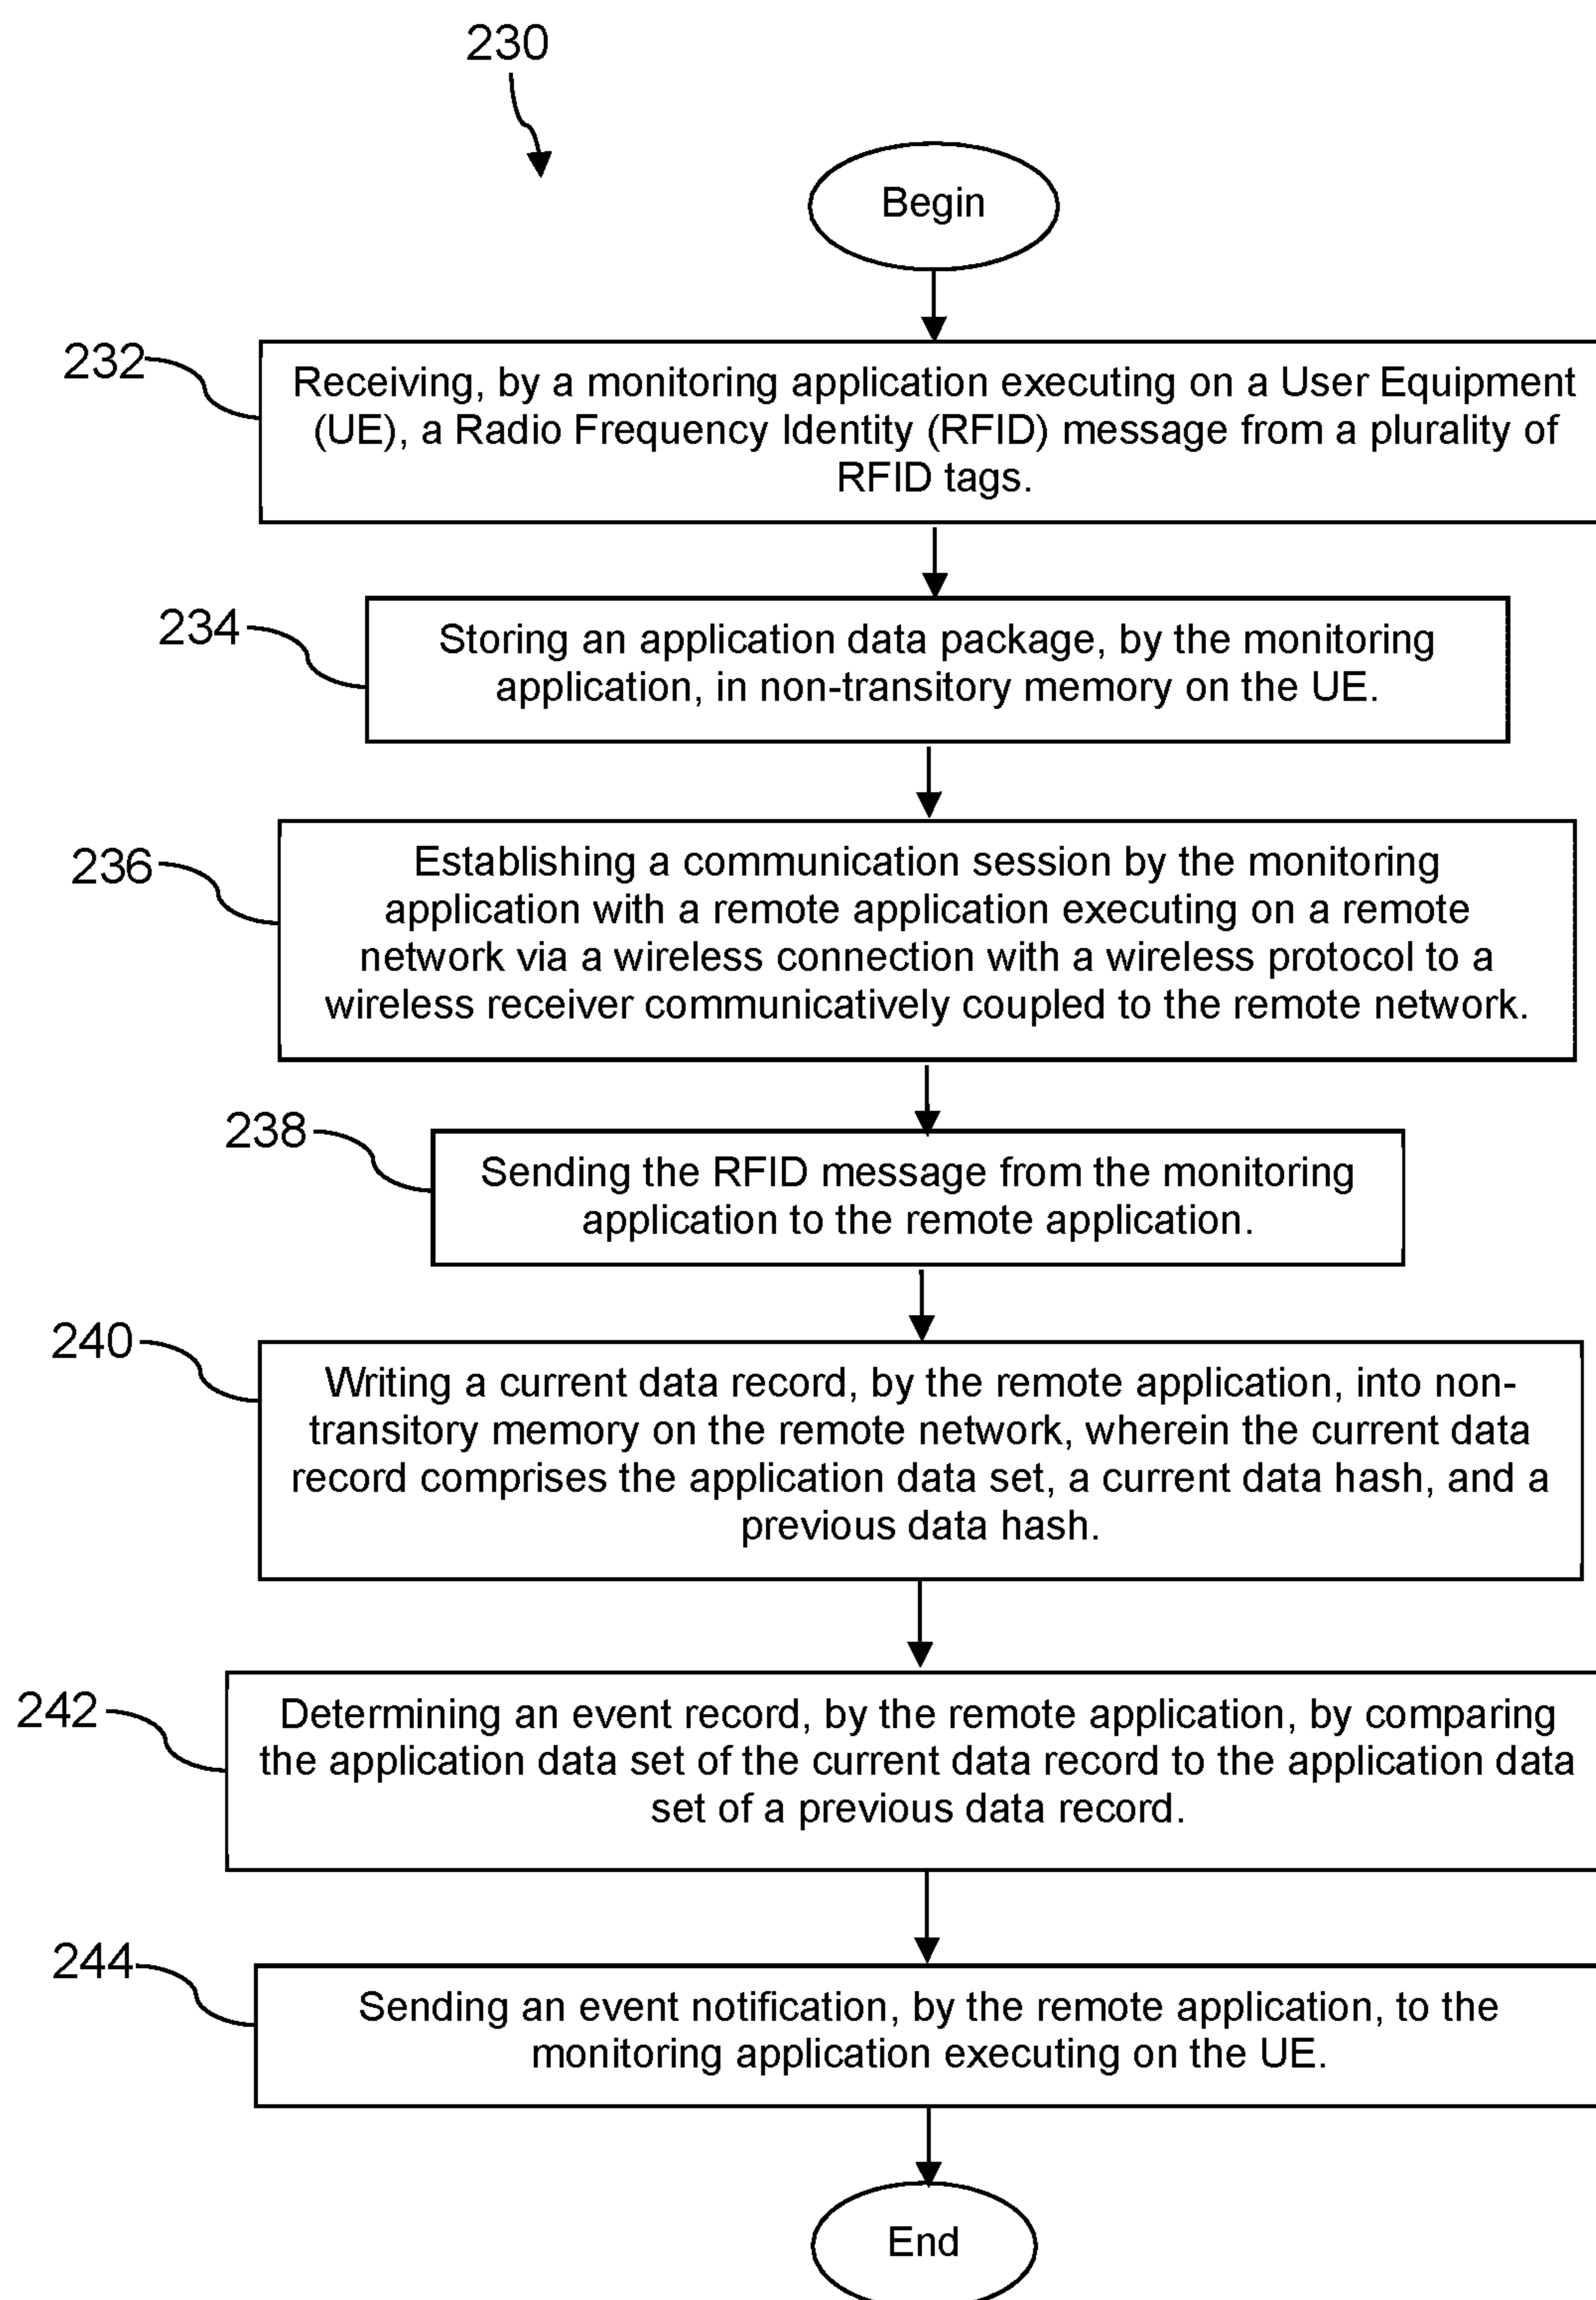 230
Begin
232
Receiving, by a monitoring application executing on a User Equipment
(UE), a Radio Frequency Identity (RFID) message from a plurality of
RFID tags.
234
Storing an application data package, by the monitoring
application, in non-transitory memory on the UE.
236
Establishing a communication session by the monitoring
application with a remote application executing on a remote
network via a wireless connection with a wireless protocol to a
wireless receiver communicatively coupled to the remote network.
238
Sending the RFID message from the monitoring
application to the remote application.
240
Writing a current data record, by the remote application, into non-
transitory memory on the remote network, wherein the current data
record comprises the application data set, a current data hash, and a
previous data hash.
242
Determining an event record, by the remote application, by comparing
the application data set of the current data record to the application data
set of a previous data record.
244
Sending an event notification, by the remote application, to the
monitoring application executing on the UE.
End